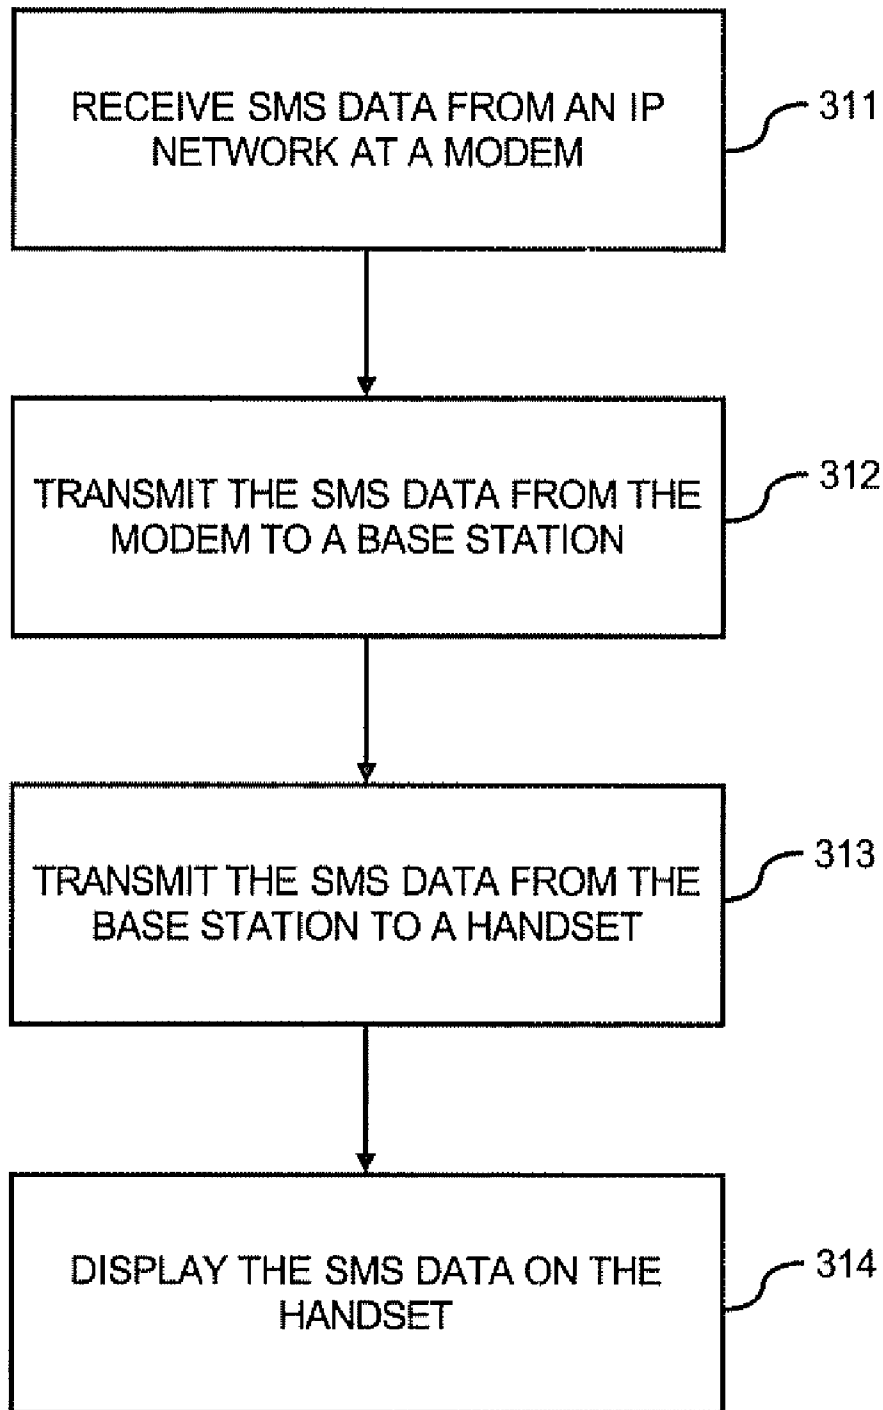 RECEIVE SMS DATA FROM AN IP
NETWORK AT A MODEM
311
TRANSMIT THE SMS DATA FROM THE
MODEM TO A BASE STATION
312
TRANSMIT THE SMS DATA FROM THE
BASE STATION TO A HANDSET
313
DISPLAY THE SMS DATA ON THE
HANDSET
314